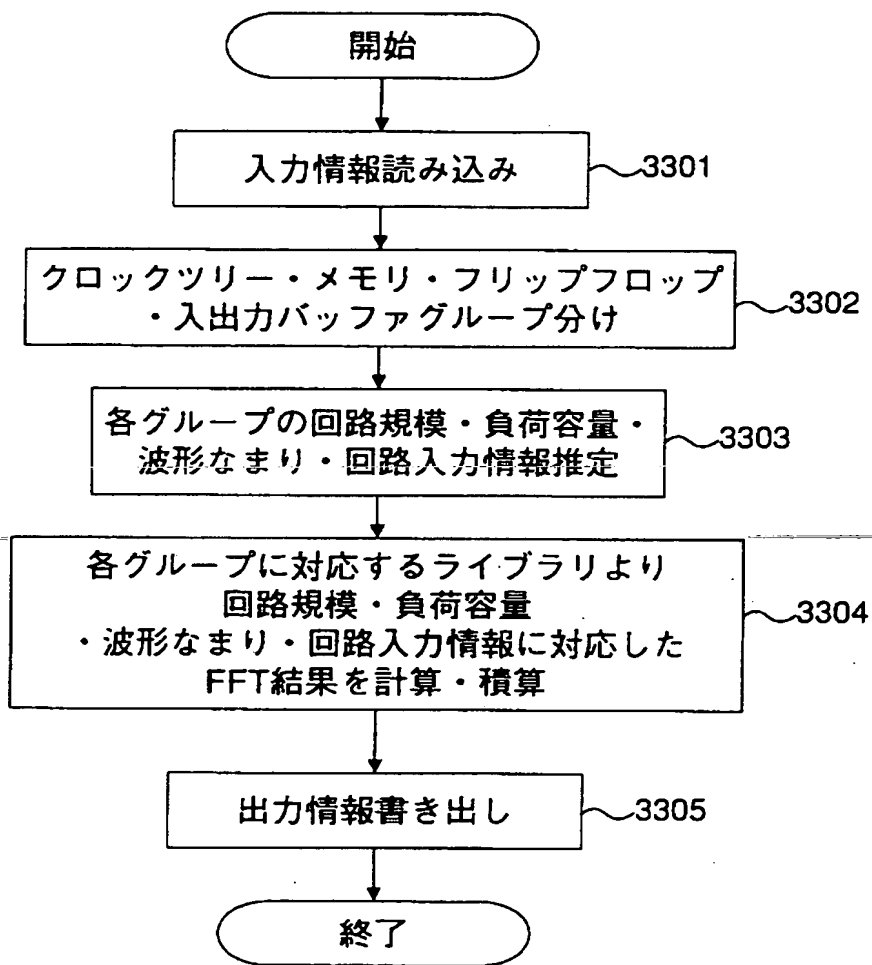 開始
入力情報読み込み
3301
クロックツリー・メモリ・フリップフロップ
・入出力バッファグループ分け
3302
各グループの回路規模・負荷容量・
波形なまり・回路入力情報推定
3303
各グループに対応するライブラリより
回路規模・負荷容量
・波形なまり・回路入力情報に対応した
FFT結果を計算・積算
3304
出力情報書き出し
3305
終了